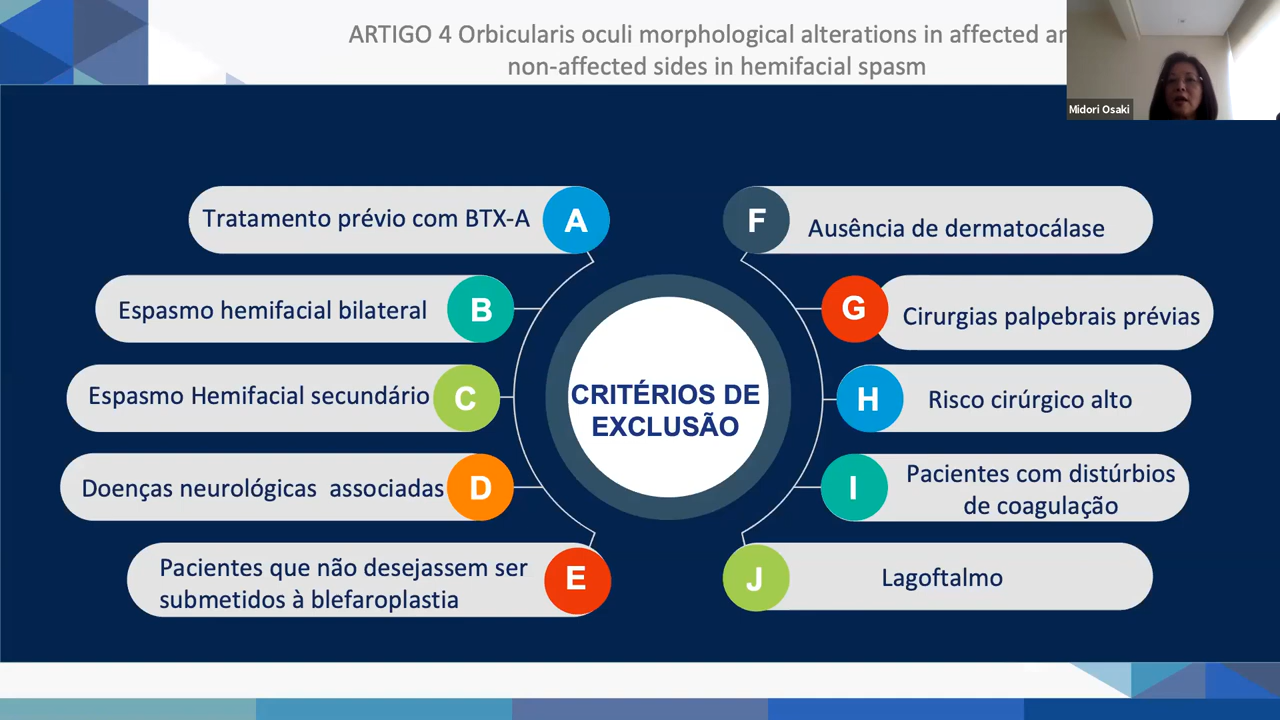 ARTIGO 4 Orbicularis oculi morphological alterations in affected
non-affected sides in hemifacial spasm
Midori Osaki
Tratamento prévio com BTX-A
A
Espasmo hemifacial bilateral
B
Espasmo Hemifacial secundário
C
Doenças neurológicas associadas
D
Pacientes que não desejassem ser
submetidos à blefaroplastia
E
CRITÉRIOS DE
EXCLUSÃO
F
Ausência de dermatocálase
G
Cirurgias palpebrais prévias
H
Risco cirúrgico alto
I
Pacientes com distúrbios
de coagulação
J
Lagoftalmo